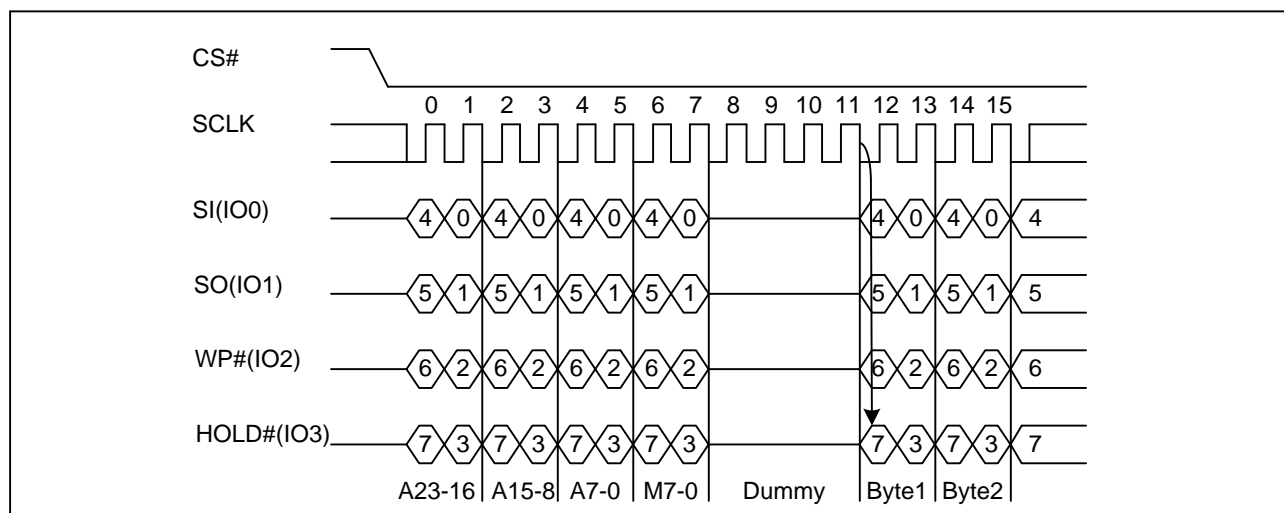 CS#
0 1 2 3 4 5 6 7 8 9 10 11 12 13 14 15
SCLK
SI(IO0) 4 0 4 0 4 0 4 0 4 0 4 0 4
SO(IO1) 5 1 5 1 5 1 5 1 5 1 5 1 5
WP#(IO2) 6 2 6 2 6 2 6 2 6 2 6 2 6
HOLD#(IO3) 7 3 7 3 7 3 7 3 7 3 7 3 7
A23-16 A15-8 A7-0 M7-0 Dummy Byte1 Byte2